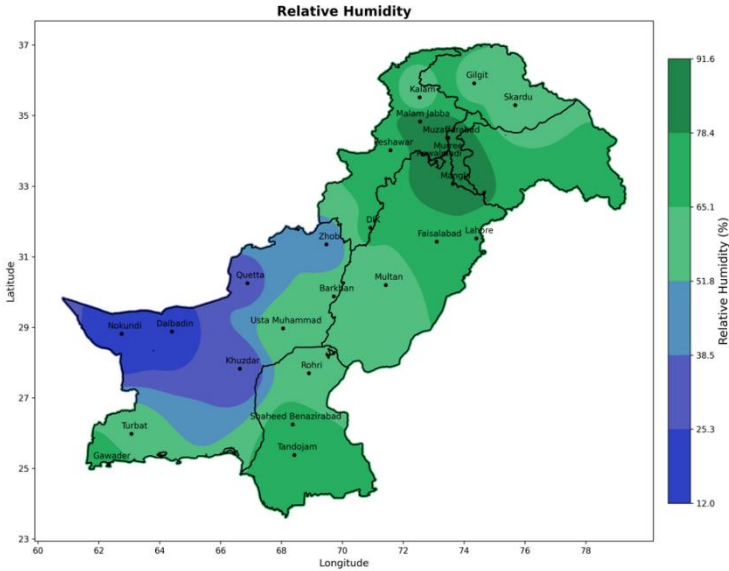 Relative Humidity
37
35
33
31
29
27
25
23
Latitude
60
62
64
66
68
70
72
74
76
78
Longitude
Gilgit
Kalam
Skardu
Malam Jabba
Muzaffarabad
Murree
Peshawar
Mangla
DIK
Faisalabad
Lahore
Zhob
Quetta
Barkhan
Multan
Nokundi
Dalbadin
Usta Muhammad
Khuzdar
Rohri
Turbat
Shaheed Benazirabad
Gawader
Tandojam
91.6
78.4
65.1
51.8
38.5
25.3
12.0
Relative Humidity (%)